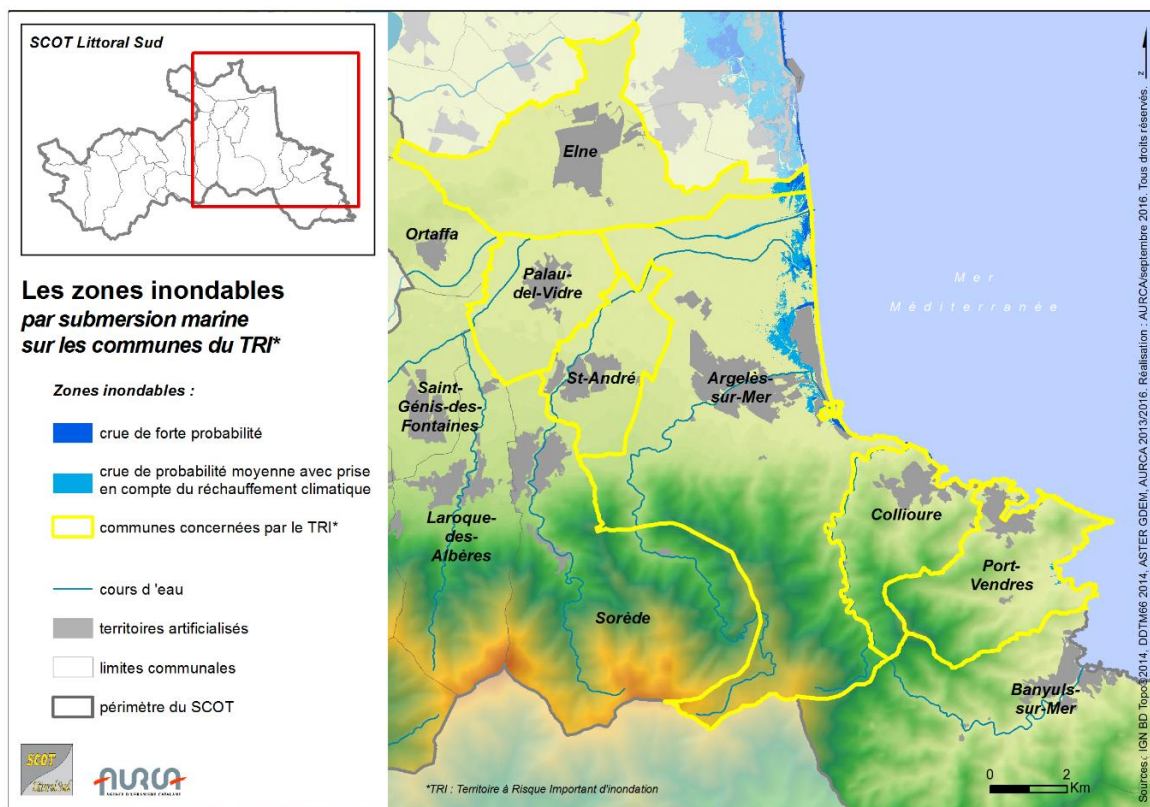 SCOT Littoral Sud
Les zones inondables
par submersion marine
sur les communes du TRI*
Zones inondables :
crue de forte probabilité
crue de probabilité moyenne avec prise
en compte du réchauffement climatique
communes concernées par le TRI*
cours d 'eau
territoires artificialisés
limites communales
périmètre du SCOT
SCOT
Littoral Sud
AURCA
AGENCE D'URBANISME CATALANE
Elne
Ortaffa
Palau-
del-Vidre
Saint-
Génis-des-
Fontaines
St-André
Argelès-
sur-Mer
Laroque-
des-
Albères
Sorède
Collioure
Port-
Vendres
Banyuls-
sur-Mer
Mer
Méditerranée
*TRI : Territoire à Risque Important d'inondation
0 2
Km
N
Sources : IGN BD Topo®2014, DDTM66 2014, ASTER GDEM, AURCA 2013/2016. Réalisation : AURCA/septembre 2016. Tous droits réservés.